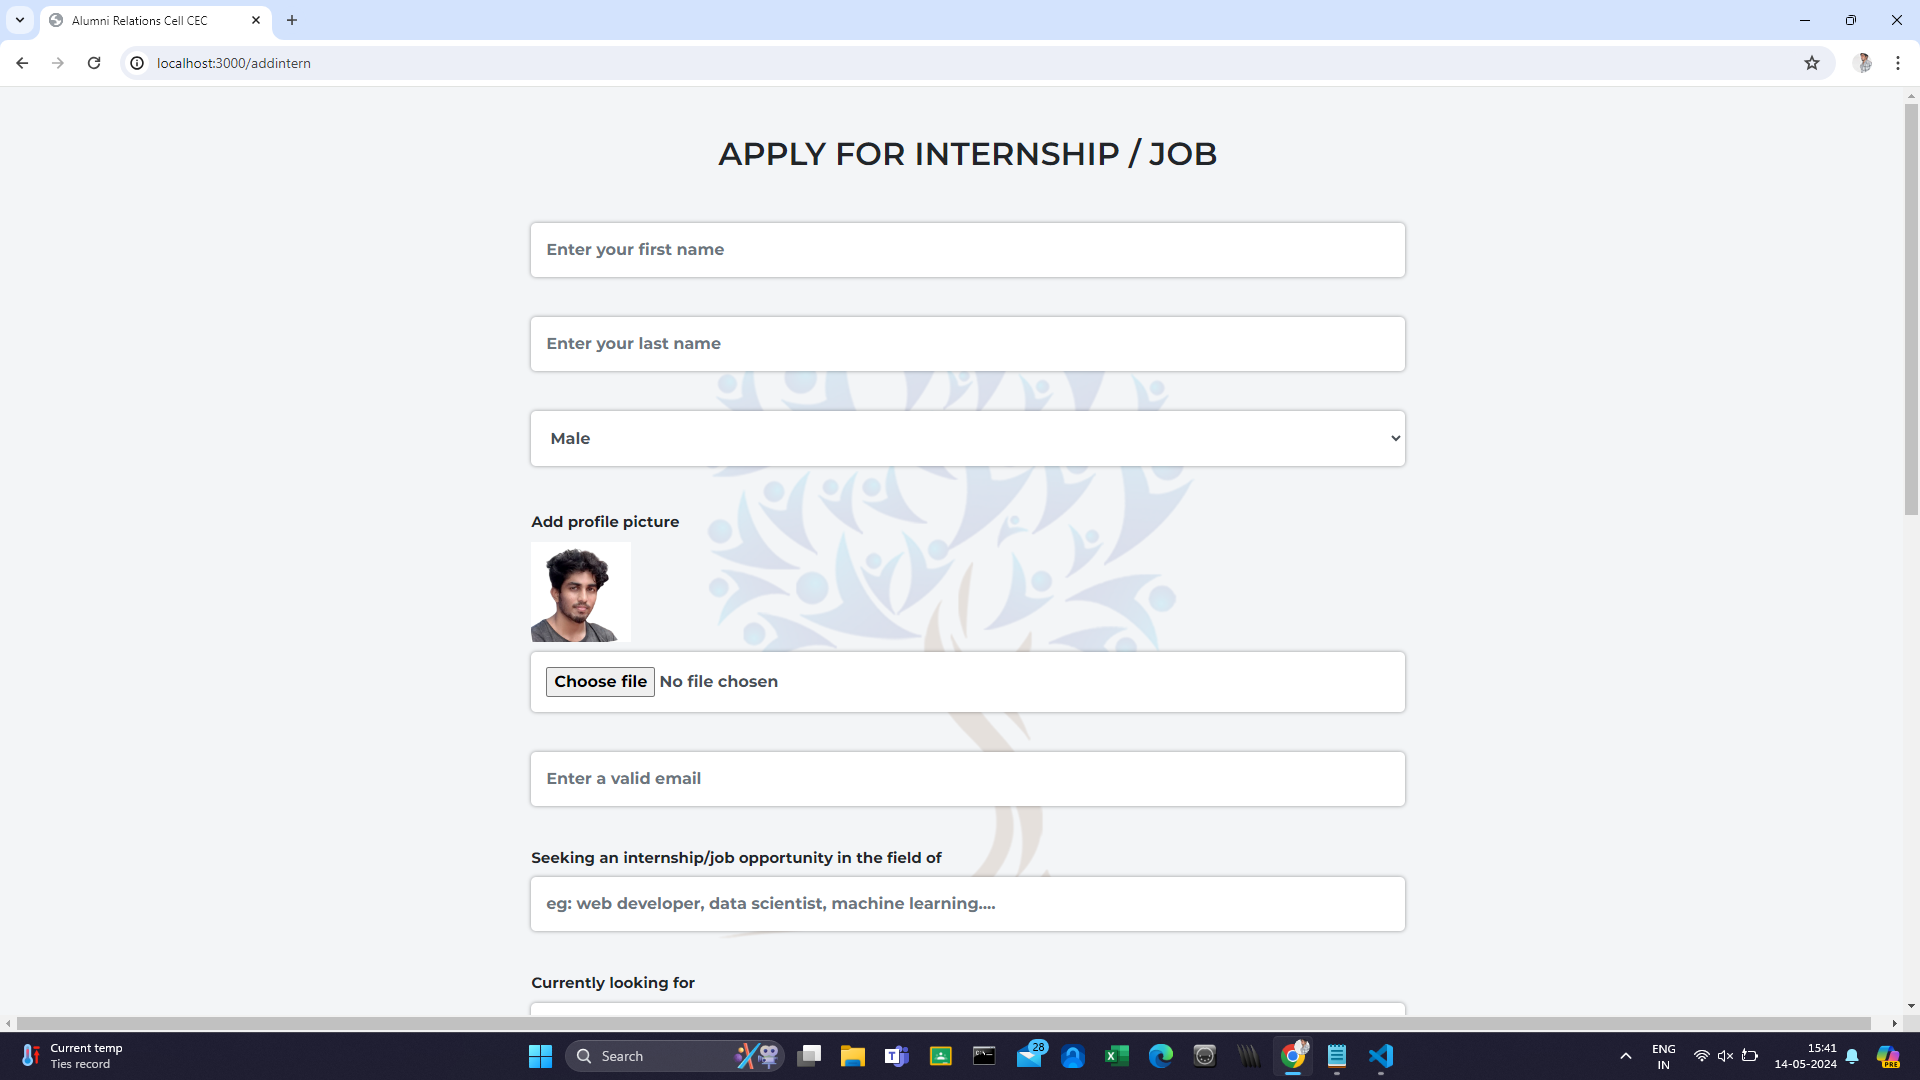 Alumni Relations Cell CEC
localhost:3000/addintern
APPLY FOR INTERNSHIP / JOB
Enter your first name
Enter your last name
Male
Add profile picture
Choose file No file chosen
Enter a valid email
Seeking an internship/job opportunity in the field of
eg: web developer, data scientist, machine learning....
Currently looking for
Current temp
Ties record
Search
28
ENG
IN
15:41
14-05-2024
PRE